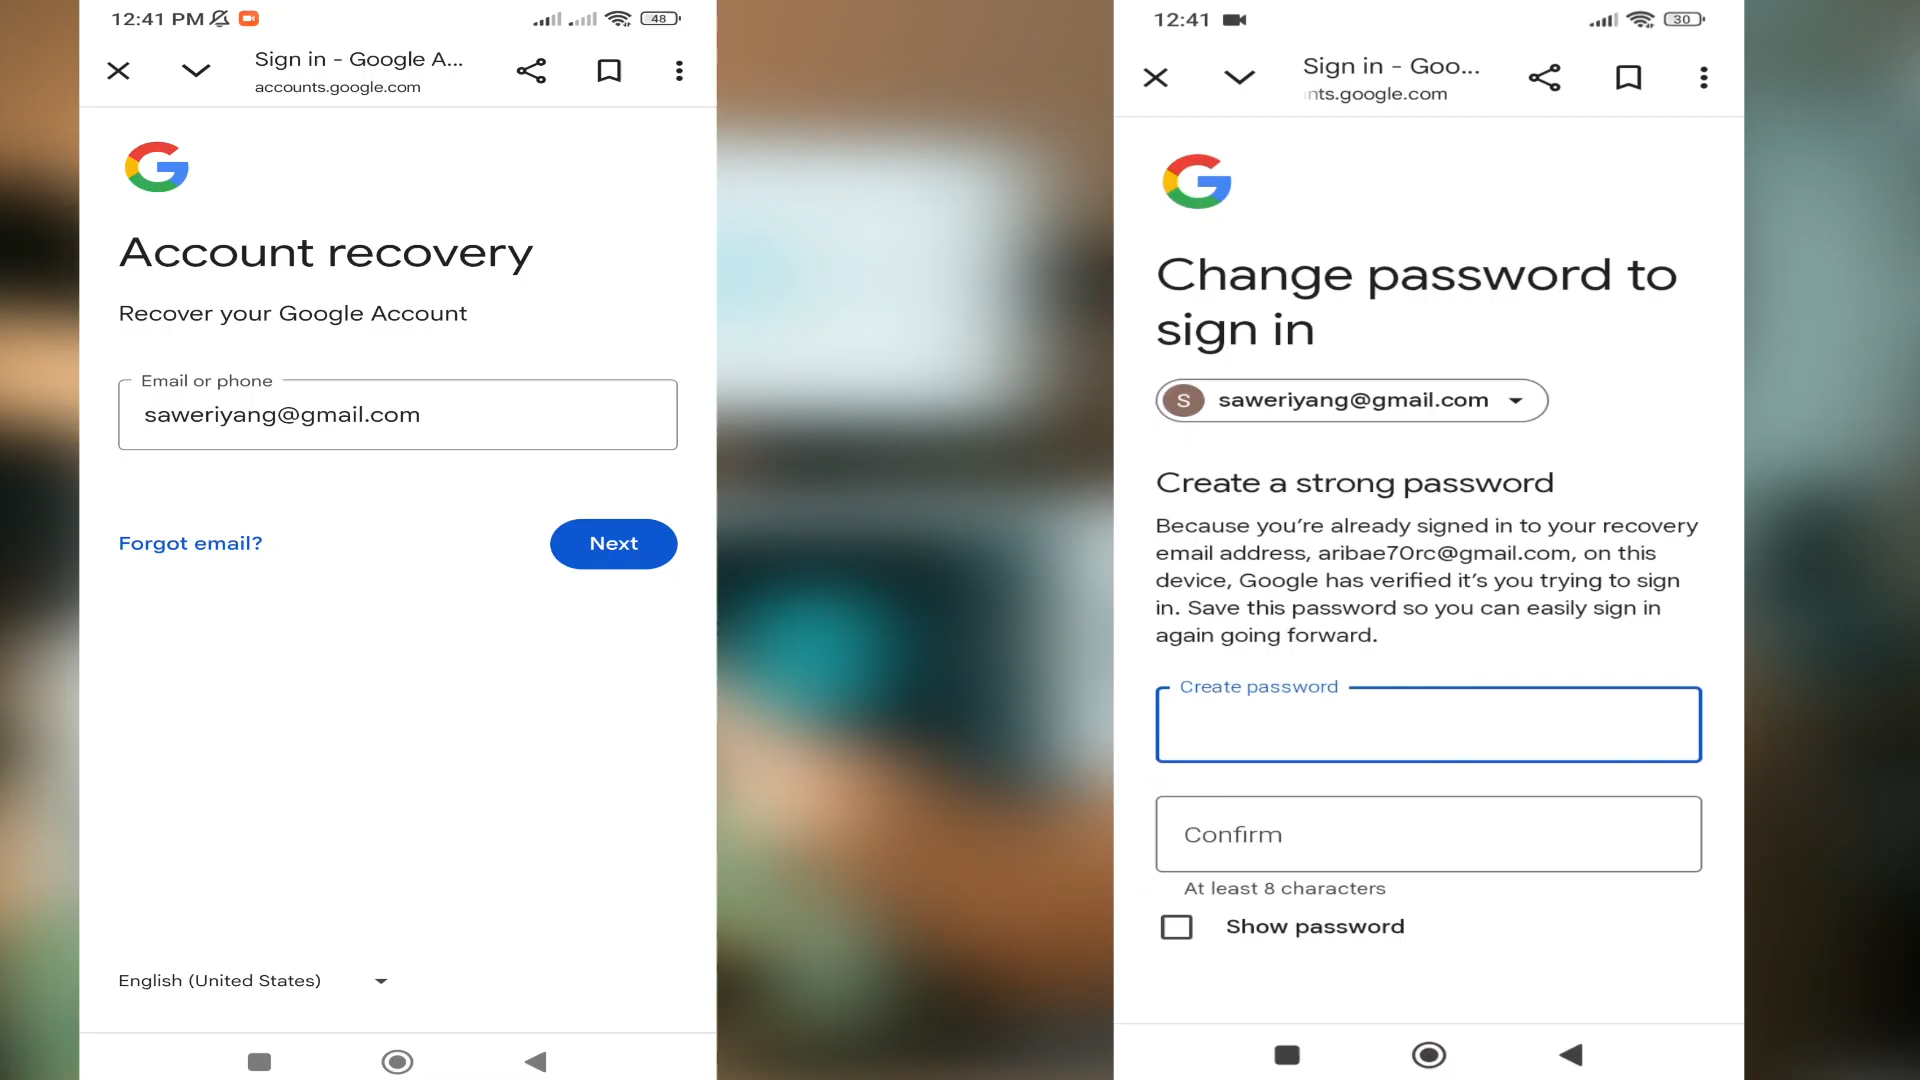 12:41 PM
48
Sign in - Google A...
accounts.google.com
Account recovery
Recover your Google Account
Email or phone
saweriyang@gmail.com
Forgot email?
Next
English (United States)
12:41
30
Sign in - Goo...
nts.google.com
Change password to
sign in
S
saweriyang@gmail.com
Create a strong password
Because you’re already signed in to your recovery
email address, aribae70rc@gmail.com, on this
device, Google has verified it’s you trying to sign
in. Save this password so you can easily sign in
again going forward.
Create password
Confirm
At least 8 characters
Show password